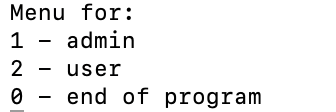 Menu for:
1 – admin
2 – user
0 – end of program